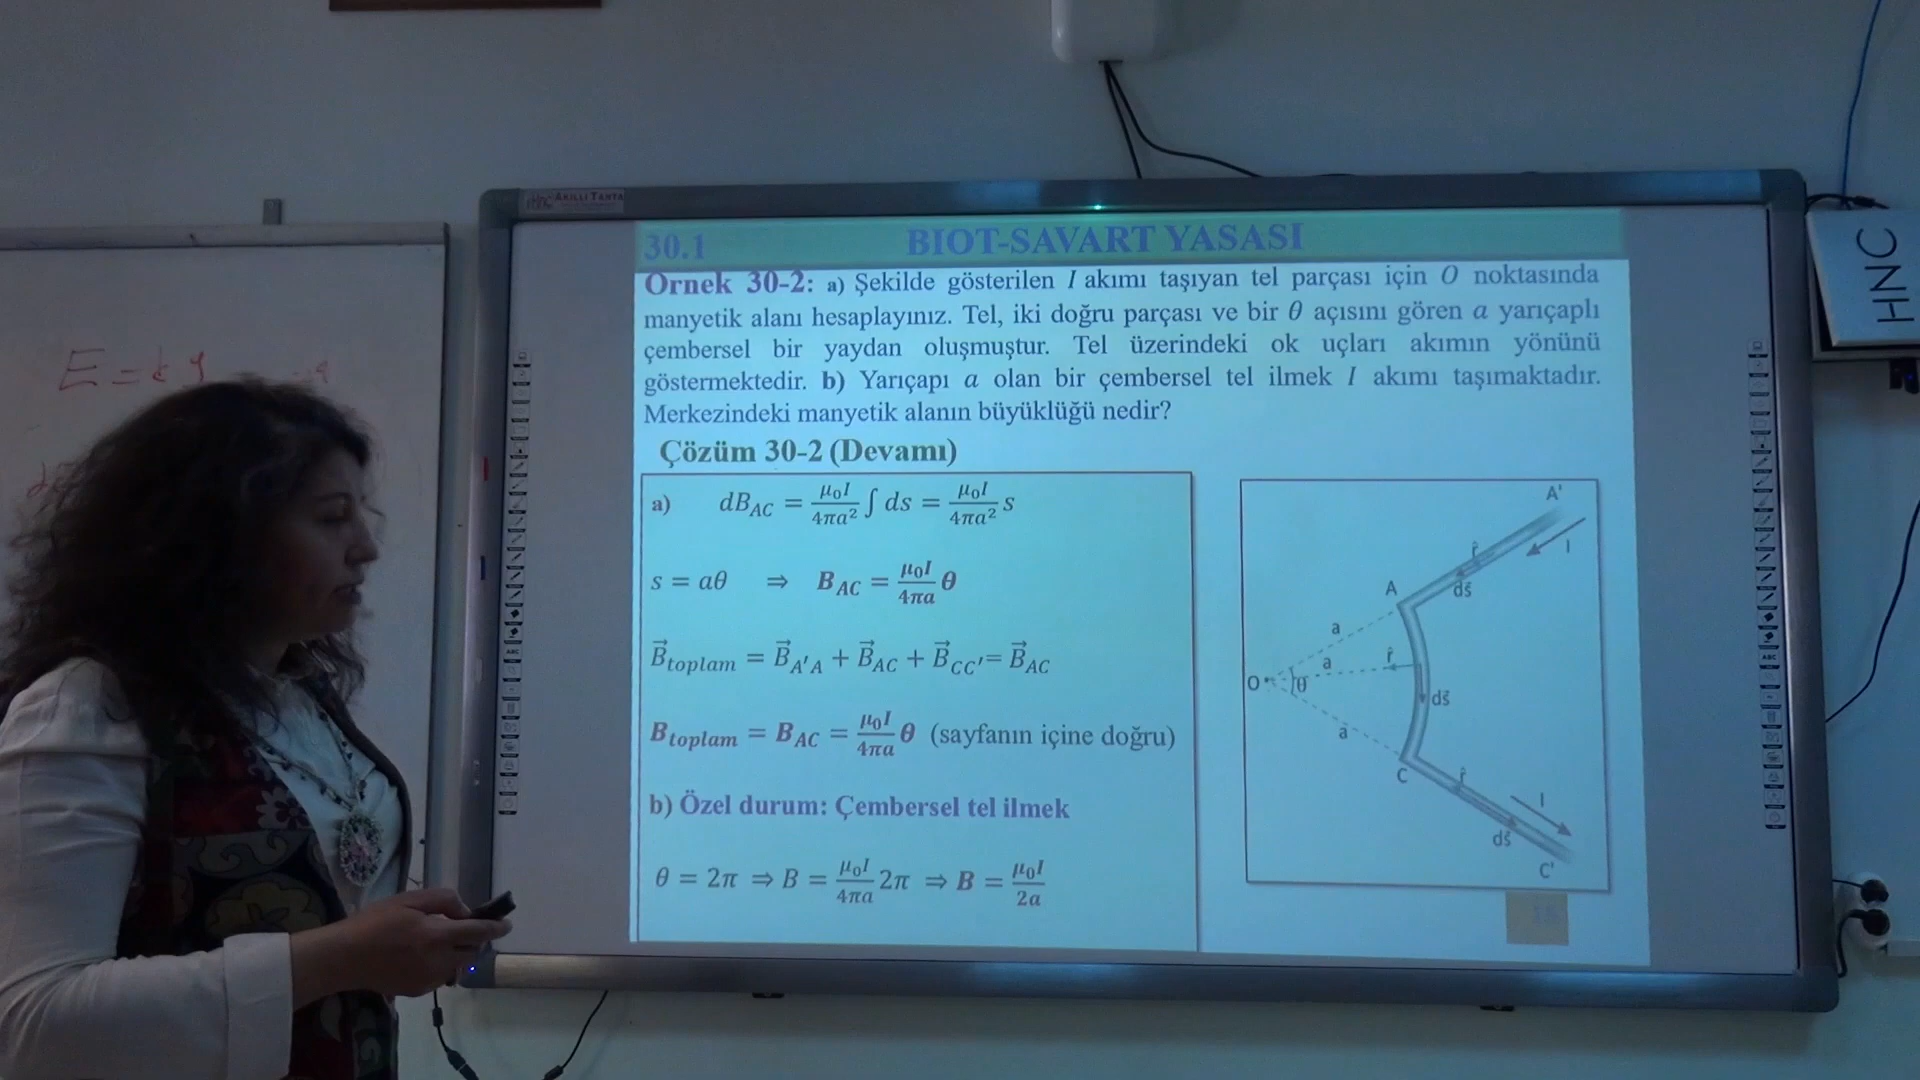 HNC AKILLI TAHTA
HNC
30.1 BIOT-SAVART YASASI
Örnek 30-2: a) Şekilde gösterilen I akımı taşıyan tel parçası için O noktasında
manyetik alanı hesaplayınız. Tel, iki doğru parçası ve bir θ açısını gören a yarıçaplı
çembersel bir yaydan oluşmuştur. Tel üzerindeki ok uçları akımın yönünü
göstermektedir. b) Yarıçapı a olan bir çembersel tel ilmek I akımı taşımaktadır.
Merkezindeki manyetik alanın büyüklüğü nedir?
Çözüm 30-2 (Devamı)
a) dB_AC = μ₀I/4πa² ∫ ds = μ₀I/4πa² s
s = aθ ⇒ B_AC = μ₀I/4πa θ
B⃗_toplam = B⃗_A'A + B⃗_AC + B⃗_CC' = B⃗_AC
B_toplam = B_AC = μ₀I/4πa θ (sayfanın içine doğru)
b) Özel durum: Çembersel tel ilmek
θ = 2π ⇒ B = μ₀I/4πa 2π ⇒ B = μ₀I/2a
A'
r̂
I
A
ds⃗
a
a
r̂
O
θ
ds⃗
a
C
r̂
I
ds⃗
C'
E =